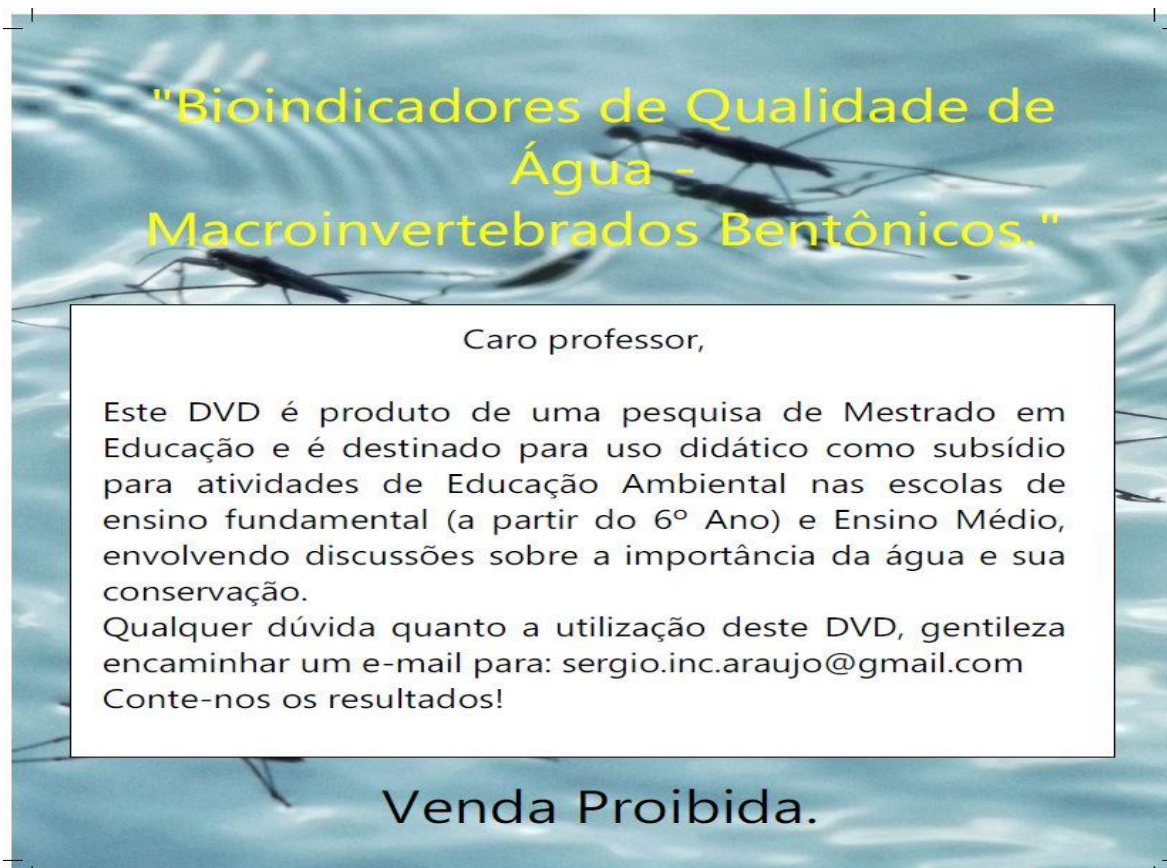 "Bioindicadores de Qualidade de
Água -
Macroinvertebrados Bentônicos."
Caro professor,
Este DVD é produto de uma pesquisa de Mestrado em
Educação e é destinado para uso didático como subsídio
para atividades de Educação Ambiental nas escolas de
ensino fundamental (a partir do 6º Ano) e Ensino Médio,
envolvendo discussões sobre a importância da água e sua
conservação.
Qualquer dúvida quanto a utilização deste DVD, gentileza
encaminhar um e-mail para: sergio.inc.araujo@gmail.com
Conte-nos os resultados!
Venda Proibida.